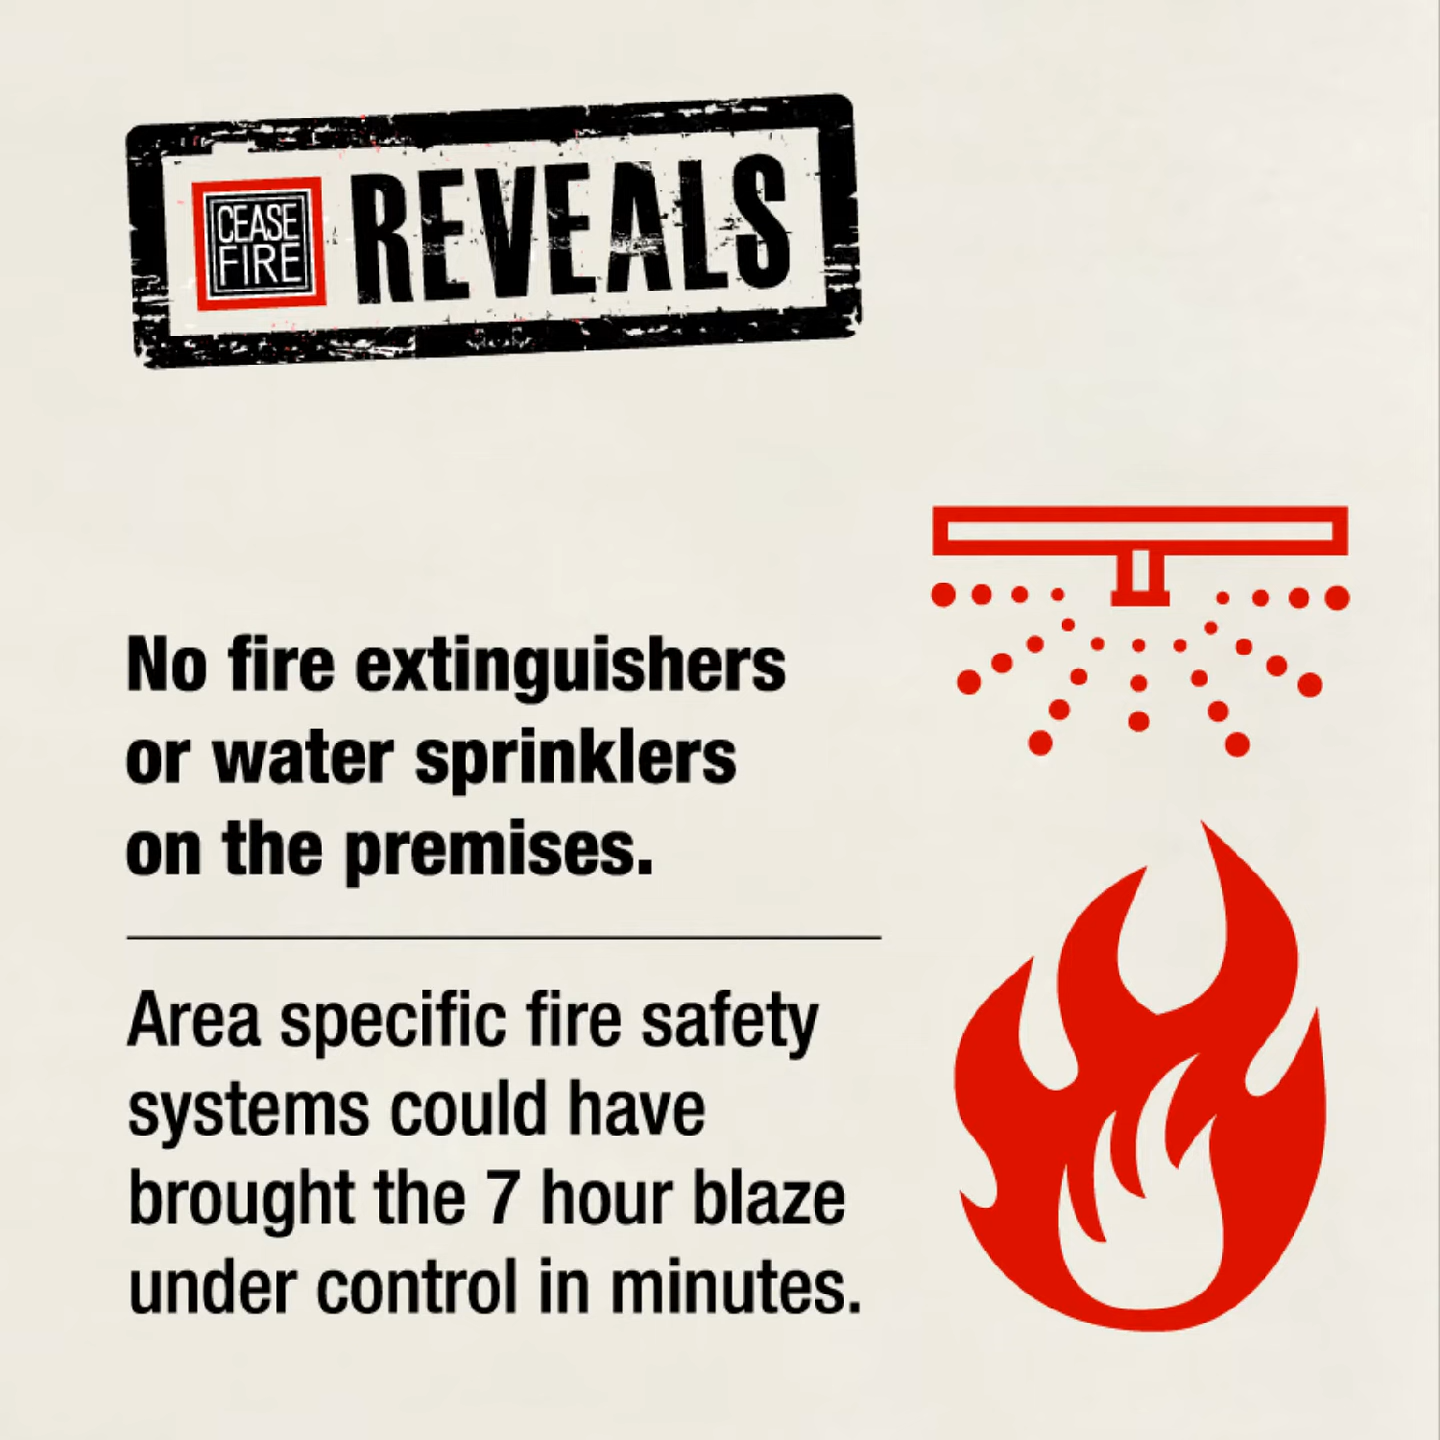 CEASE
FIRE
REVEALS
No fire extinguishers
or water sprinklers
on the premises.
Area specific fire safety
systems could have
brought the 7 hour blaze
under control in minutes.